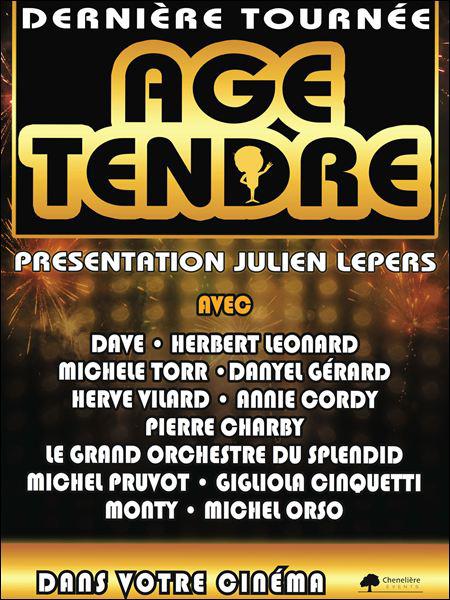 DERNIÈRE TOURNÉE
AGE
TENDRE
PRESENTATION JULIEN LEPERS
AVEC
DAVE • HERBERT LEONARD
MICHELE TORR • DANYEL GÉRARD
HERVE VILARD • ANNIE CORDY
PIERRE CHARBY
LE GRAND ORCHESTRE DU SPLENDID
MICHEL PRUVOT • GIGLIOLA CINQUETTI
MONTY • MICHEL ORSO
DANS VOTRE CINÉMA
Chenelière
EVENTS